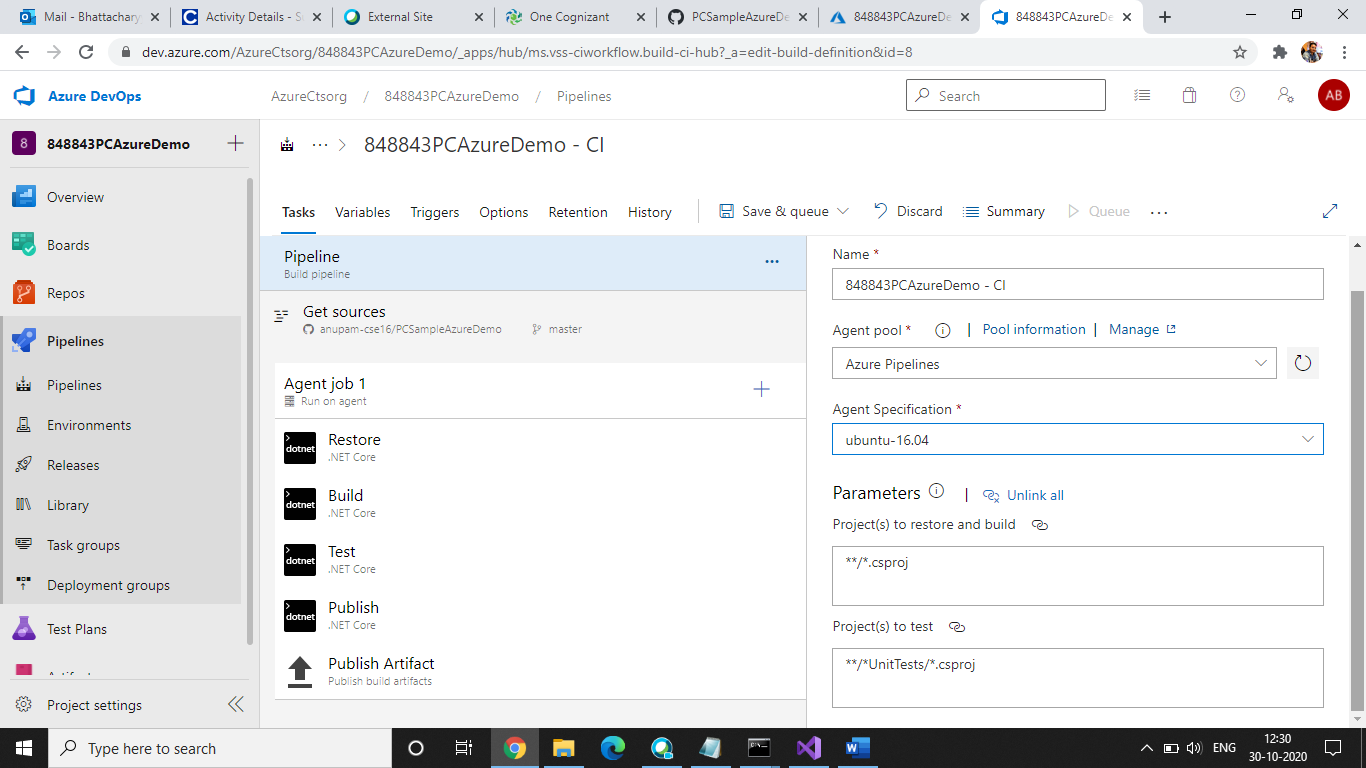 Mail - Bhattachary
Activity Details - S
External Site
One Cognizant
PCSampleAzureDe
848843PCAzureDe
848843PCAzureDe
dev.azure.com/AzureCtsorg/848843PCAzureDemo/_apps/hub/ms.vss-ciworkflow.build-ci-hub?_a=edit-build-definition&id=8
Azure DevOps
AzureCtsorg / 848843PCAzureDemo / Pipelines
Search
AB
8 848843PCAzureDemo
848843PCAzureDemo - CI
Overview
Boards
Repos
Pipelines
Pipelines
Environments
Releases
Library
Task groups
Deployment groups
Test Plans
Project settings
Tasks Variables Triggers Options Retention History
Save & queue Discard Summary Queue
Pipeline
Build pipeline
Get sources
anupam-cse16/PCSampleAzureDemo master
Agent job 1
Run on agent
dotnet
Restore
.NET Core
dotnet
Build
.NET Core
dotnet
Test
.NET Core
dotnet
Publish
.NET Core
Publish Artifact
Publish build artifacts
Name *
848843PCAzureDemo - CI
Agent pool * | Pool information | Manage
Azure Pipelines
Agent Specification *
ubuntu-16.04
Parameters | Unlink all
Project(s) to restore and build
**/*.csproj
Project(s) to test
**/*UnitTests/*.csproj
Type here to search
ENG
12:30
30-10-2020